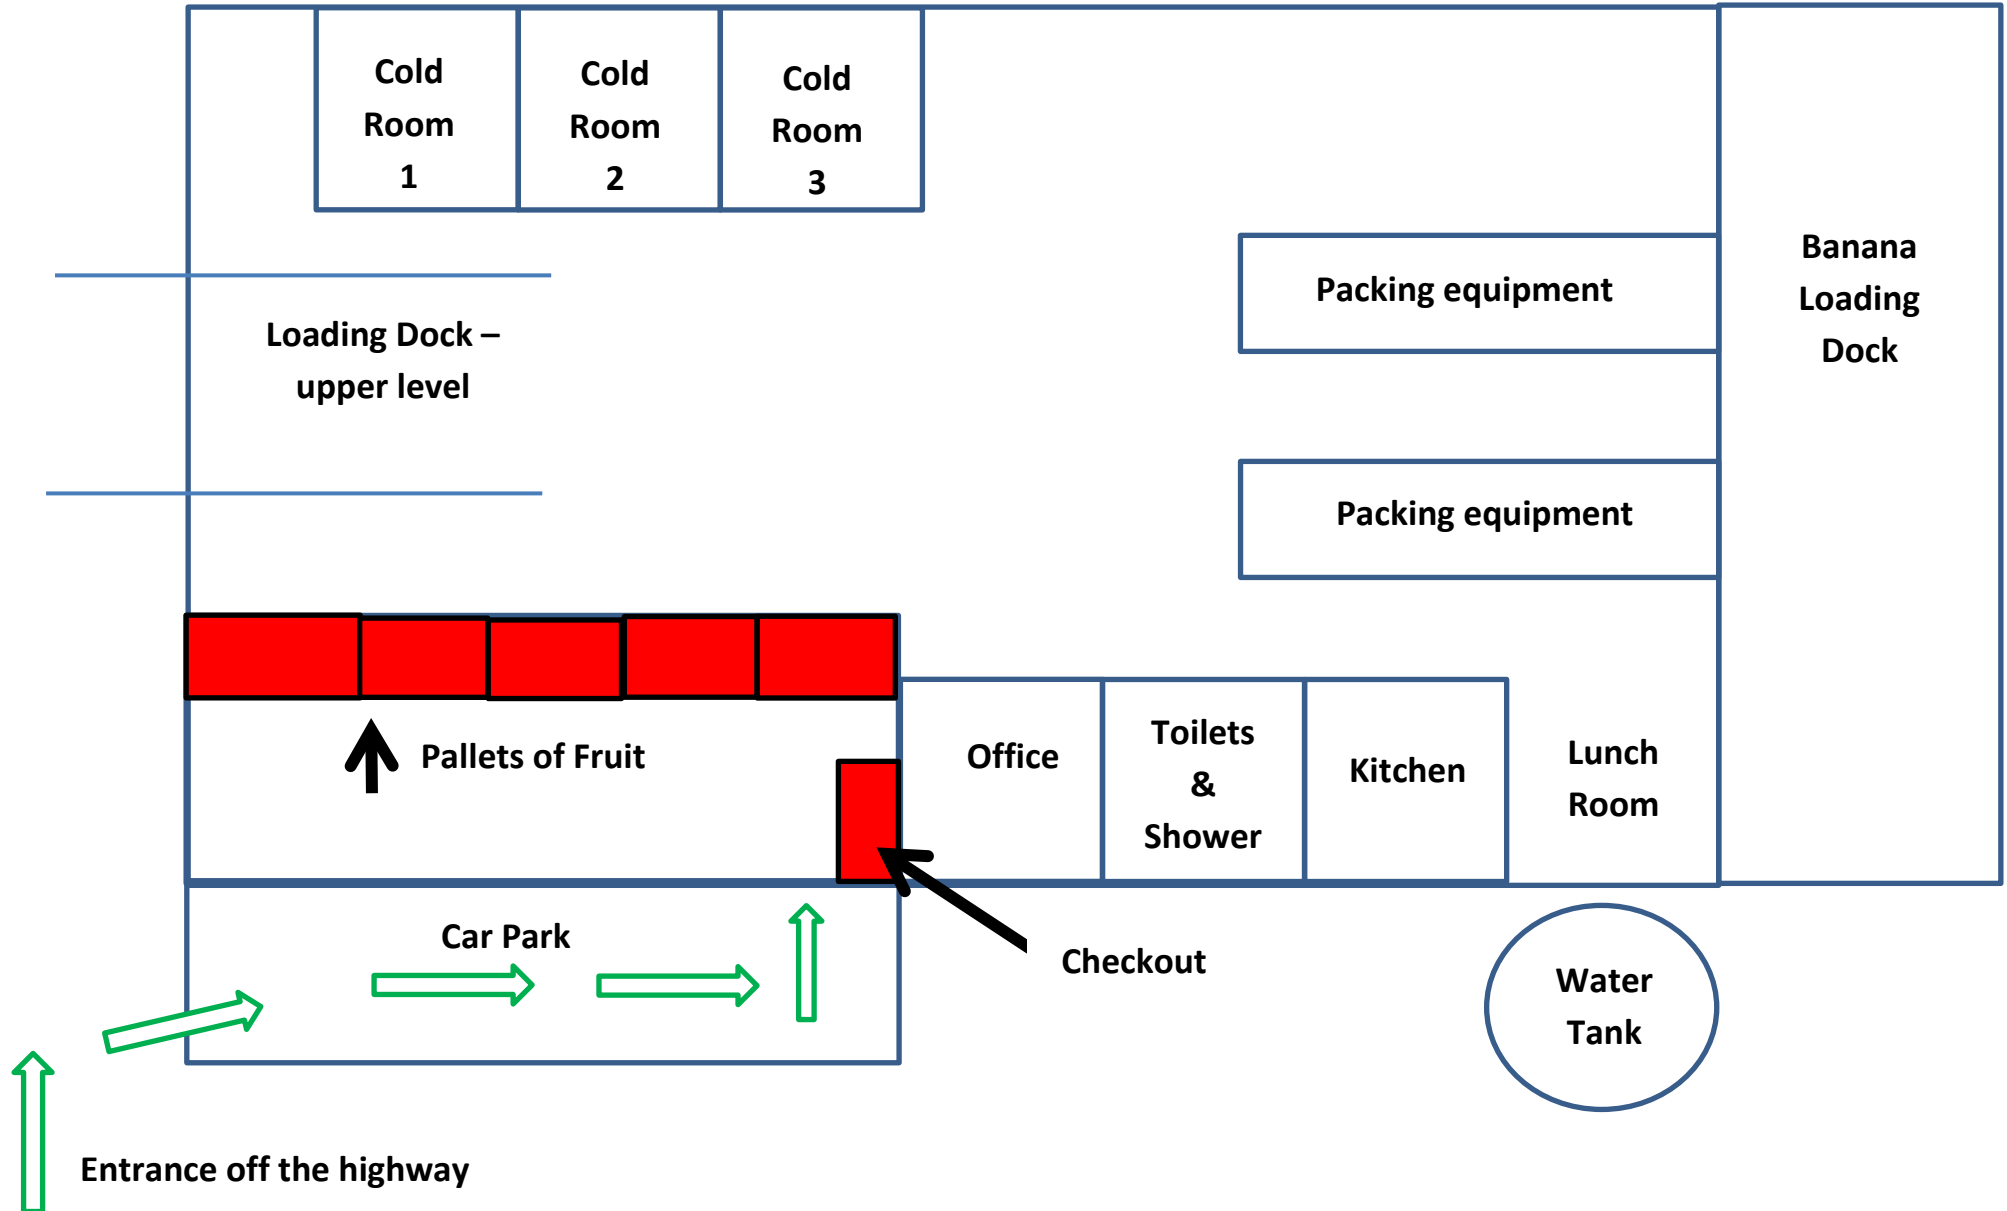 Cold
Room
1
Cold
Room
2
Cold
Room
3
Banana
Loading
Dock
Packing equipment
Loading Dock –
upper level
Packing equipment
Pallets of Fruit
Office
Toilets
&
Shower
Kitchen
Lunch
Room
Car Park
Checkout
Water
Tank
Entrance off the highway